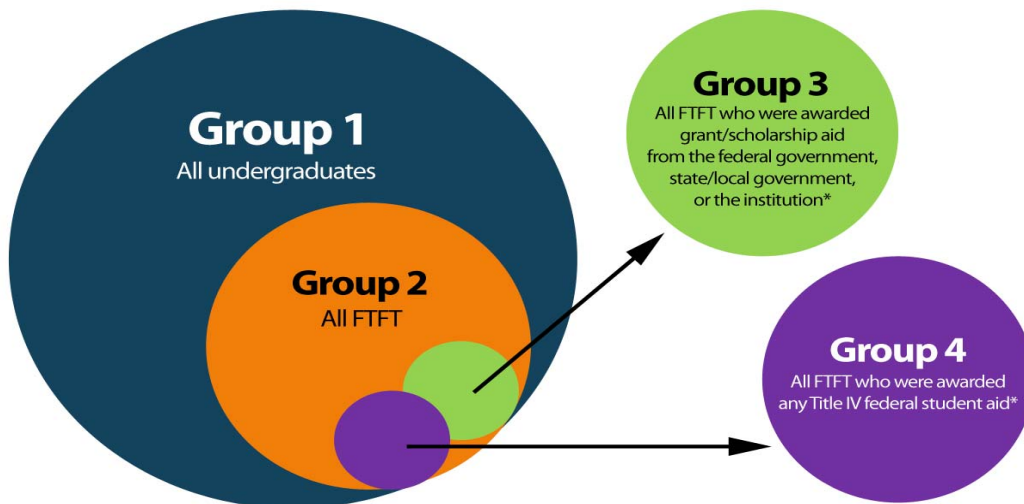 Group 1
All undergraduates
Group 2
All FTFT
Group 3
All FTFT who were awarded
grant/scholarship aid
from the federal government,
state/local government,
or the institution*
Group 4
All FTFT who were awarded
any Title IV federal student aid*